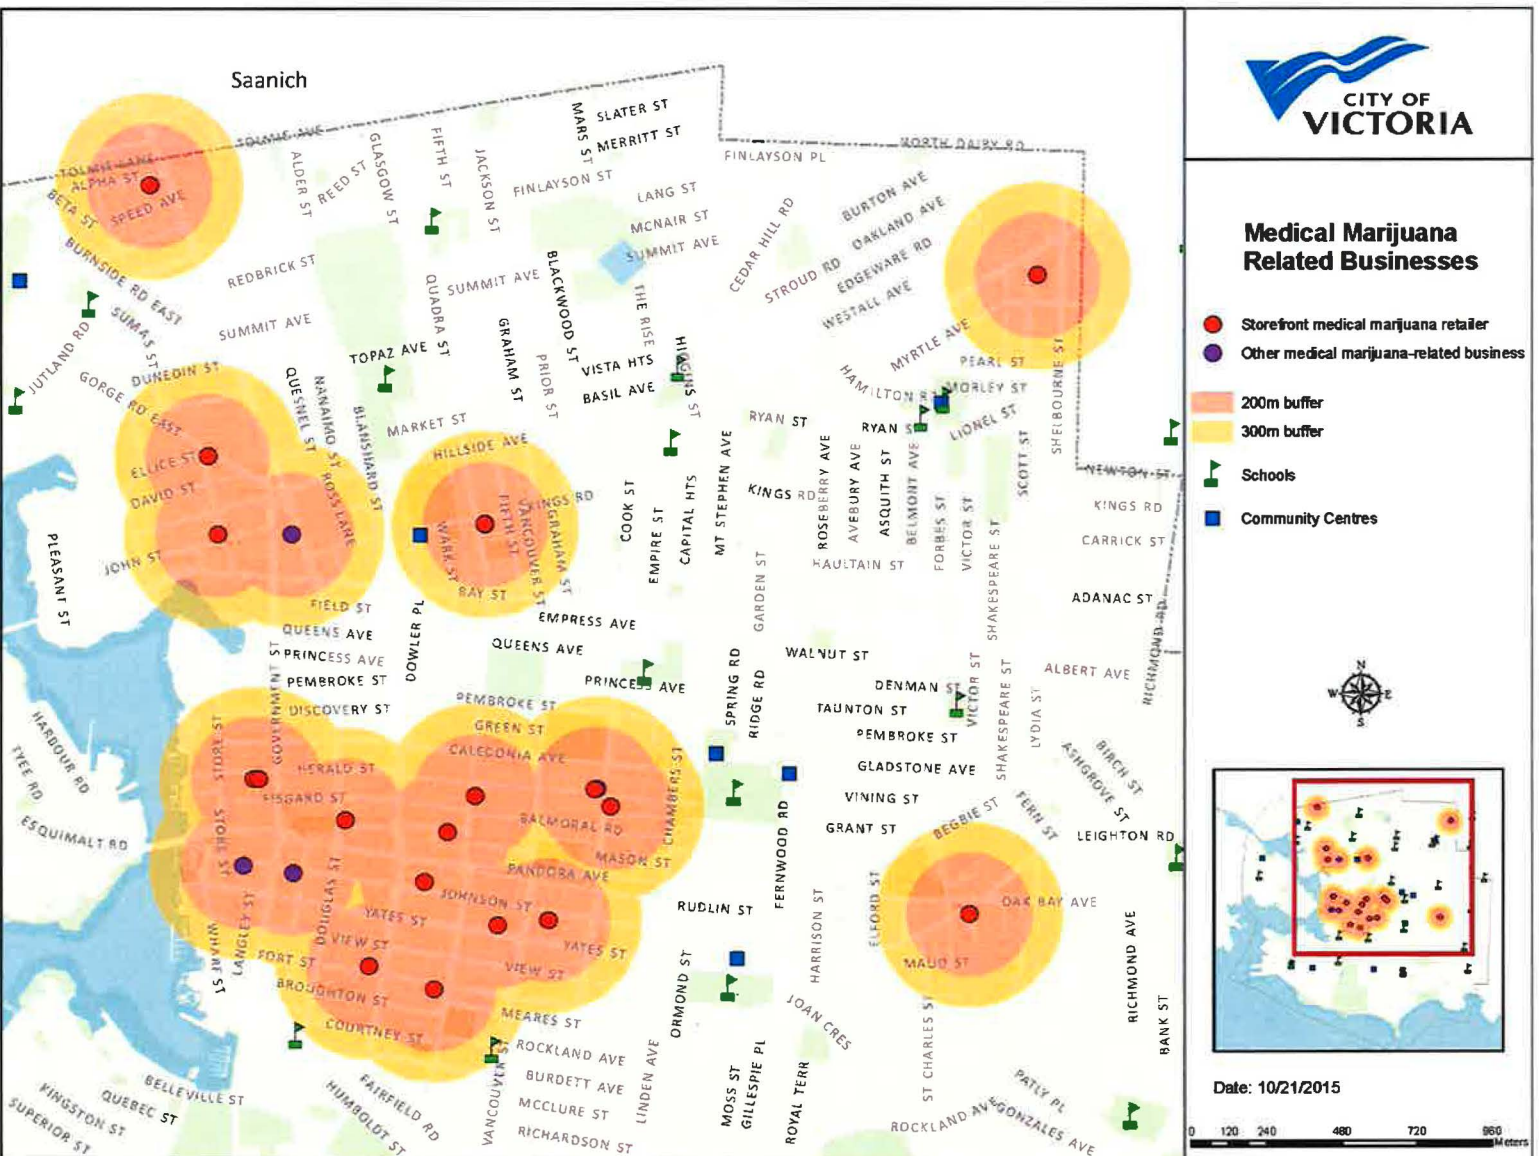 Saanich
TOLMIE AVE
TOLMIE LANE
ALPHA ST
BETA ST
SPEED AVE
BURNSIDE RD EAST
SUMAS ST
JUTLAND RD
GORGE RD EAST
DUNEDIN ST
ALDER ST
REED ST
GLASGOW ST
FIFTH ST
JACKSON ST
MARS ST
SLATER ST
MERRITT ST
FINLAYSON ST
LANG ST
MCNAIR ST
SUMMIT AVE
FINLAYSON PL
NORTH DAIRY RD
CEDAR HILL RD
BURTON AVE
OAKLAND AVE
STROUD RD
EDGEWARE RD
WESTALL AVE
MYRTLE AVE
PEARL ST
MORLEY ST
LIONEL ST
SHELBOURNE ST
REDBRICK ST
SUMMIT AVE
QUADRA ST
SUMMIT AVE
BLACKWOOD ST
THE RISE
TOPAZ AVE
GRAHAM ST
PRIOR ST
VISTA HTS
BASIL AVE
QUESNEL ST
NANAIMO ST
BLANSHARD ST
ROSS LANE
MARKET ST
HILLSIDE AVE
RYAN ST
RYAN
NEWTON ST
ELLICE ST
DAVID ST
JOHN ST
PLEASANT ST
KINGS RD
FIFTH ST
VANCOUVER ST
GRAHAM ST
WARK ST
BAY ST
COOK ST
EMPIRE ST
CAPITAL HTS
MT STEPHEN AVE
KINGS RD
ROSEBERRY AVE
AVEBURY AVE
ASQUITH ST
BELMONT AVE
FORBES ST
VICTOR ST
SCOTT ST
SHAKESPEARE ST
KINGS RD
CARRICK ST
HAULTAIN ST
ADANAC ST
RICHMOND RD
GARDEN ST
FIELD ST
QUEENS AVE
PRINCESS AVE
PEMBROKE ST
DISCOVERY ST
GOVERNMENT ST
DOWLER PL
EMPRESS AVE
QUEENS AVE
PRINCESS AVE
PEMBROKE ST
GREEN ST
CALEDONIA AVE
SPRING RD
RIDGE RD
WALNUT ST
DENMAN ST
TAUNTON ST
PEMBROKE ST
GLADSTONE AVE
VINING ST
GRANT ST
BEGBIE ST
FERN ST
VICTOR ST
SHAKESPEARE ST
LYDIA ST
ALBERT AVE
BIRCH ST
ASHGROVE ST
LEIGHTON RD
HARBOUR RD
TYEE RD
ESQUIMALT RD
STORE ST
STORE ST
HERALD ST
FISGARD ST
BALMORAL RD
MASON ST
CHAMBERS ST
PANDORA AVE
JOHNSON ST
YATES ST
VIEW ST
YATES ST
VIEW ST
DOUGLAS ST
LANGLEY ST
WHARF ST
FORT ST
BROUGHTON ST
COURTNEY ST
RUDLIN ST
FERNWOOD RD
HARRISON ST
ELFORD ST
OAK BAY AVE
MAUD ST
RICHMOND AVE
BANK ST
ORMOND ST
JOAN CRES
MEARES ST
ROCKLAND AVE
BURDETT AVE
MCCLURE ST
RICHARDSON ST
VANCOUVER ST
LINDEN AVE
MOSS ST
GILLESPIE PL
ROYAL TERR
ST CHARLES ST
ROCKLAND AVE
PATLY PL
GONZALES AVE
FAIRFIELD RD
HUMBOLDT ST
BELLEVILLE ST
QUEBEC ST
KINGSTON ST
SUPERIOR ST
CITY OF
VICTORIA
Medical Marijuana
Related Businesses
Storefront medical marijuana retailer
Other medical marijuana-related business
200m buffer
300m buffer
Schools
Community Centres
N
W E
S
Date: 10/21/2015
0 120 240 480 720 960
Meters